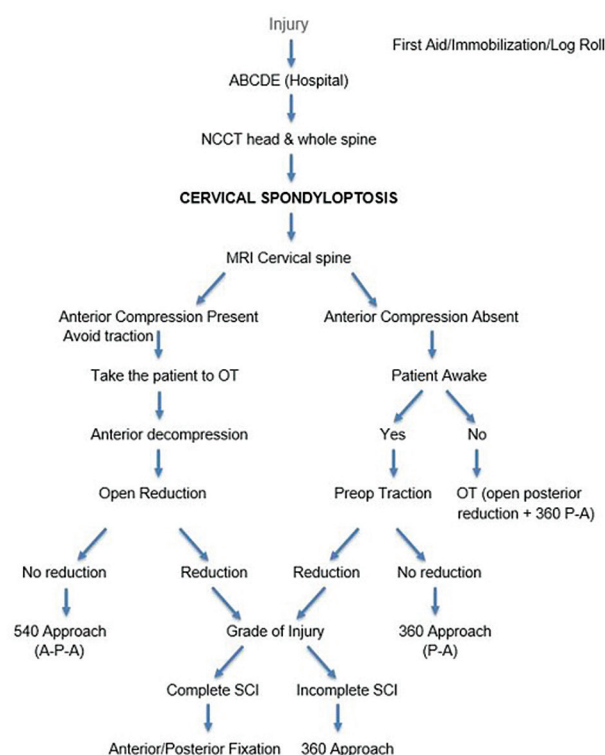 Injury
First Aid/Immobilization/Log Roll
ABCDE (Hospital)
NCCT head & whole spine
CERVICAL SPONDYLOPTOSIS
MRI Cervical spine
Anterior Compression Present
Avoid traction
Anterior Compression Absent
Take the patient to OT
Patient Awake
Anterior decompression
Yes
No
Open Reduction
Preop Traction
OT (open posterior
reduction + 360 P-A)
No reduction
Reduction
Reduction
No reduction
540 Approach
(A-P-A)
Grade of Injury
360 Approach
(P-A)
Complete SCI
Incomplete SCI
Anterior/Posterior Fixation
360 Approach